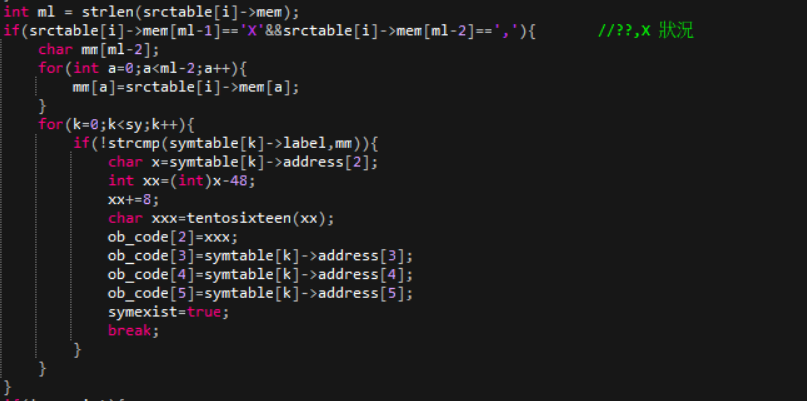 int ml = strlen(srctable[i]->mem);
if(srctable[i]->mem[ml-1]=='X'&&srctable[i]->mem[ml-2]==','){ //??,X 狀況
char mm[ml-2];
for(int a=0;a<ml-2;a++){
mm[a]=srctable[i]->mem[a];
}
for(k=0;k<sy;k++){
if(!strcmp(symtable[k]->label,mm)){
char x=symtable[k]->address[2];
int xx=(int)x-48;
xx+=8;
char xxx=tentosixteen(xx);
ob_code[2]=xxx;
ob_code[3]=symtable[k]->address[3];
ob_code[4]=symtable[k]->address[4];
ob_code[5]=symtable[k]->address[5];
symexist=true;
break;
}
}
}